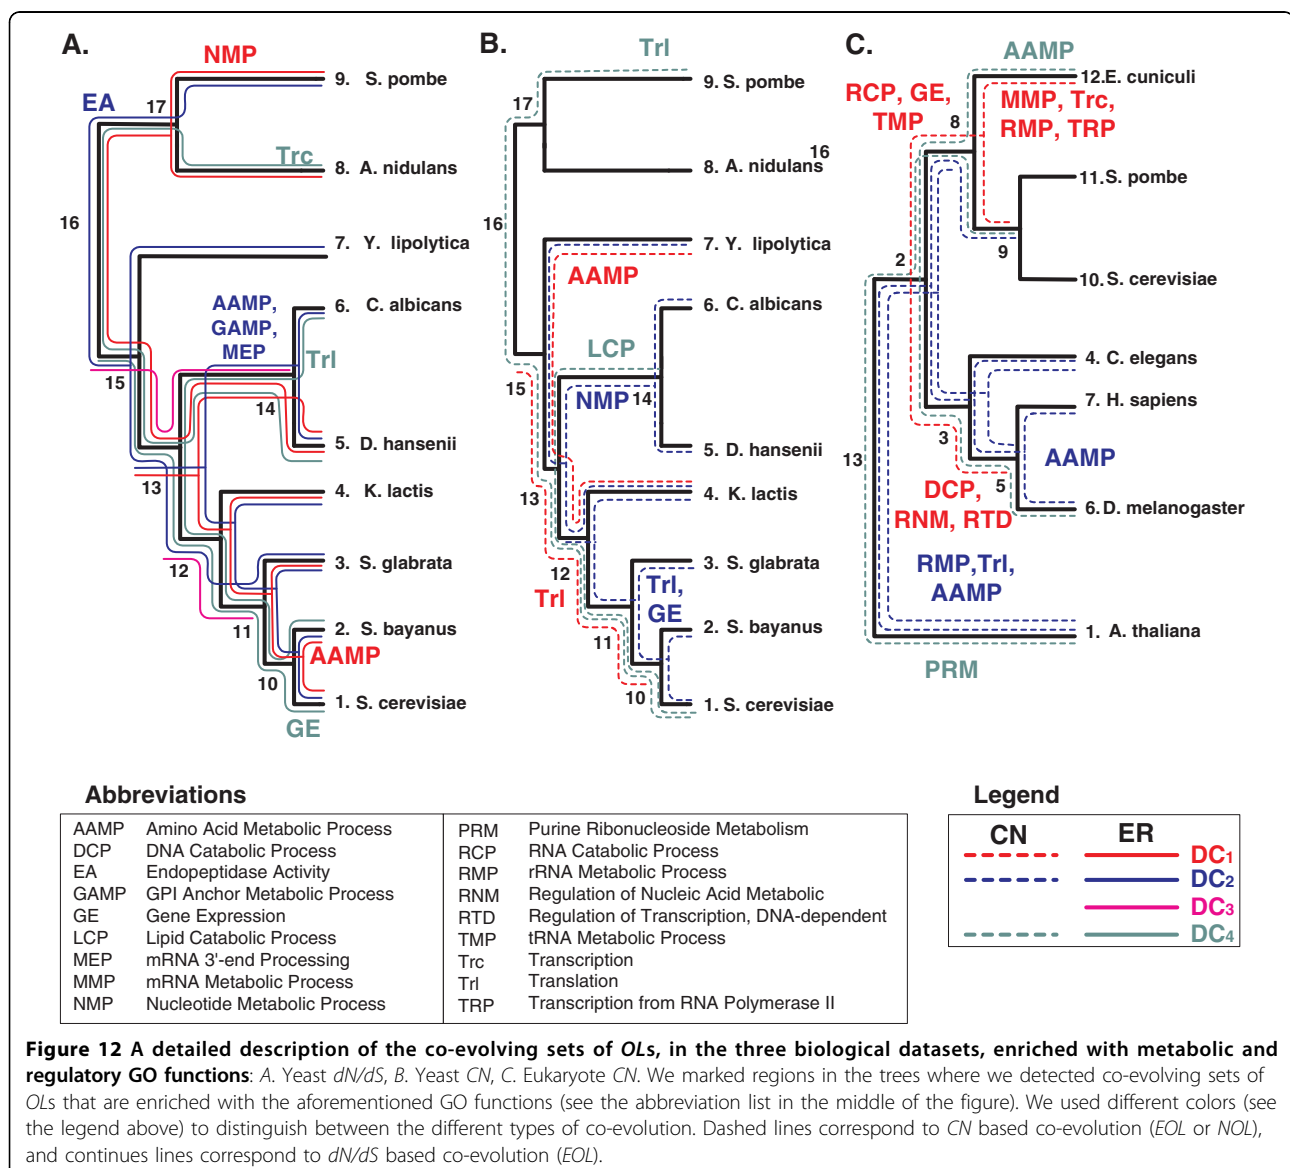 A.
NMP
9. S. pombe
EA
17
Trc
8. A. nidulans
16
7. Y. lipolytica
AAMP,
GAMP,
MEP
6. C. albicans
Trl
15
14
5. D. hansenii
13
4. K. lactis
12
3. S. glabrata
11
2. S. bayanus
AAMP
10
1. S. cerevisiae
GE
B.
Trl
9. S. pombe
17
16
8. A. nidulans
16
7. Y. lipolytica
AAMP
6. C. albicans
LCP
15
NMP
14
5. D. hansenii
13
4. K. lactis
12
3. S. glabrata
Trl
Trl,
GE
11
2. S. bayanus
10
1. S. cerevisiae
C.
AAMP
12. E. cuniculi
RCP, GE,
TMP
8
MMP, Trc,
RMP, TRP
11. S. pombe
9
2
10. S. cerevisiae
4. C. elegans
7. H. sapiens
3
13
AAMP
5
DCP,
RNM, RTD
6. D. melanogaster
RMP,Trl,
AAMP
1. A. thaliana
PRM
Abbreviations
AAMP Amino Acid Metabolic Process
DCP DNA Catabolic Process
EA Endopeptidase Activity
GAMP GPI Anchor Metabolic Process
GE Gene Expression
LCP Lipid Catabolic Process
MEP mRNA 3'-end Processing
MMP mRNA Metabolic Process
NMP Nucleotide Metabolic Process
PRM Purine Ribonucleoside Metabolism
RCP RNA Catabolic Process
RMP rRNA Metabolic Process
RNM Regulation of Nucleic Acid Metabolic
RTD Regulation of Transcription, DNA-dependent
TMP tRNA Metabolic Process
Trc Transcription
Trl Translation
TRP Transcription from RNA Polymerase II
Legend
CN ER
DC1
DC2
DC3
DC4
Figure 12 A detailed description of the co-evolving sets of OLs, in the three biological datasets, enriched with metabolic and
regulatory GO functions: A. Yeast dN/dS, B. Yeast CN, C. Eukaryote CN. We marked regions in the trees where we detected co-evolving sets of
OLs that are enriched with the aforementioned GO functions (see the abbreviation list in the middle of the figure). We used different colors (see
the legend above) to distinguish between the different types of co-evolution. Dashed lines correspond to CN based co-evolution (EOL or NOL),
and continues lines correspond to dN/dS based co-evolution (EOL).